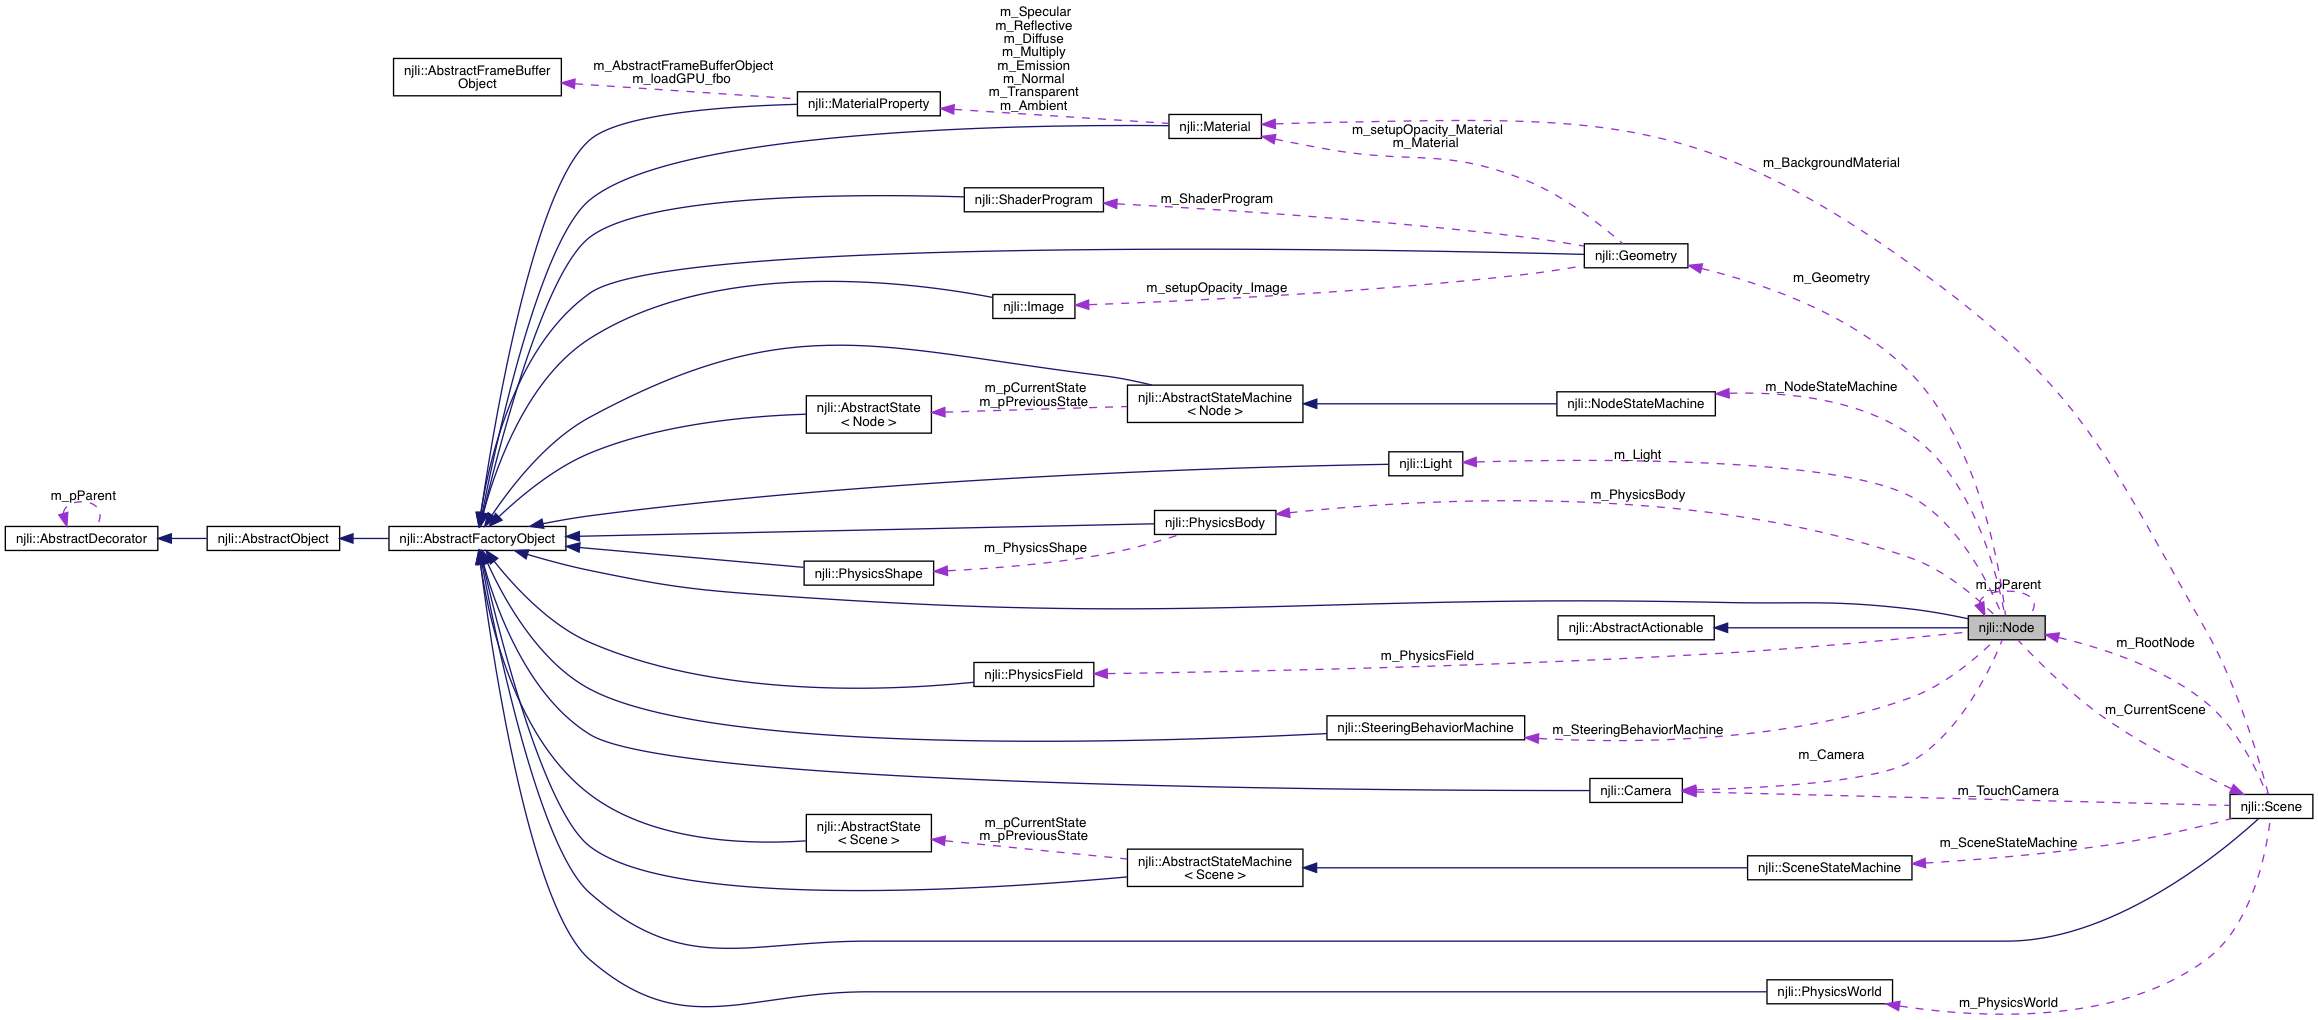 m_Specular
m_Reflective
m_Diffuse
m_Multiply
m_Emission
m_Normal
m_Transparent
m_Ambient
njli::AbstractFrameBuffer
Object
m_AbstractFrameBufferObject
m_loadGPU_fbo
njli::MaterialProperty
njli::Material
m_setupOpacity_Material
m_Material
m_BackgroundMaterial
njli::ShaderProgram
m_ShaderProgram
njli::Geometry
m_Geometry
njli::Image
m_setupOpacity_Image
njli::AbstractState
< Node >
m_pCurrentState
m_pPreviousState
njli::AbstractStateMachine
< Node >
njli::NodeStateMachine
m_NodeStateMachine
njli::Light
m_Light
m_pParent
njli::AbstractDecorator
njli::AbstractObject
njli::AbstractFactoryObject
njli::PhysicsBody
m_PhysicsBody
njli::PhysicsShape
m_PhysicsShape
m_pParent
njli::AbstractActionable
njli::Node
m_RootNode
njli::PhysicsField
m_PhysicsField
m_CurrentScene
njli::SteeringBehaviorMachine
m_SteeringBehaviorMachine
m_Camera
njli::Camera
m_TouchCamera
njli::Scene
njli::AbstractState
< Scene >
m_pCurrentState
m_pPreviousState
njli::AbstractStateMachine
< Scene >
njli::SceneStateMachine
m_SceneStateMachine
njli::PhysicsWorld
m_PhysicsWorld